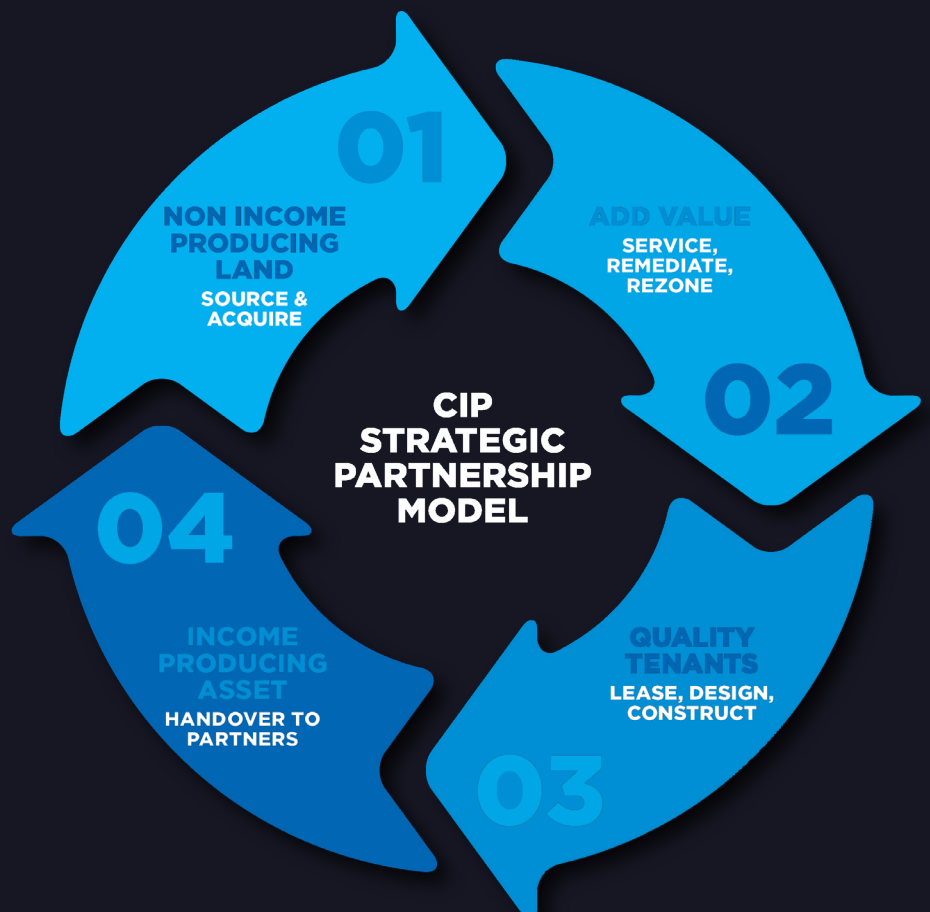 01
NON INCOME
PRODUCING
LAND
SOURCE &
ACQUIRE
ADD VALUE
SERVICE,
REMEDIATE,
REZONE
02
CIP
STRATEGIC
PARTNERSHIP
MODEL
QUALITY
TENANTS
LEASE, DESIGN,
CONSTRUCT
03
04
INCOME
PRODUCING
ASSET
HANDOVER TO
PARTNERS